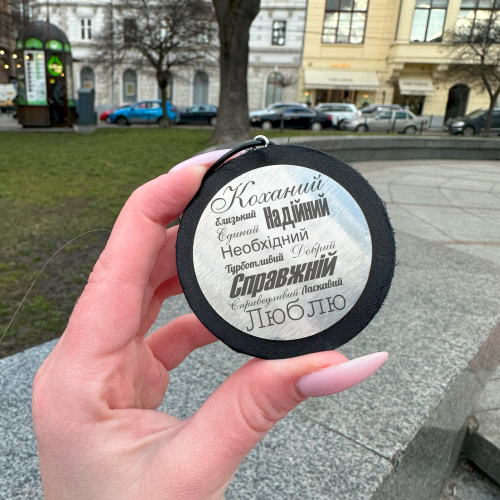 Коханий
близький Надійний
Єдиний
Необхідний
Турботливий Добрий
Справжній
Справедливий Ласкавий
Люблю